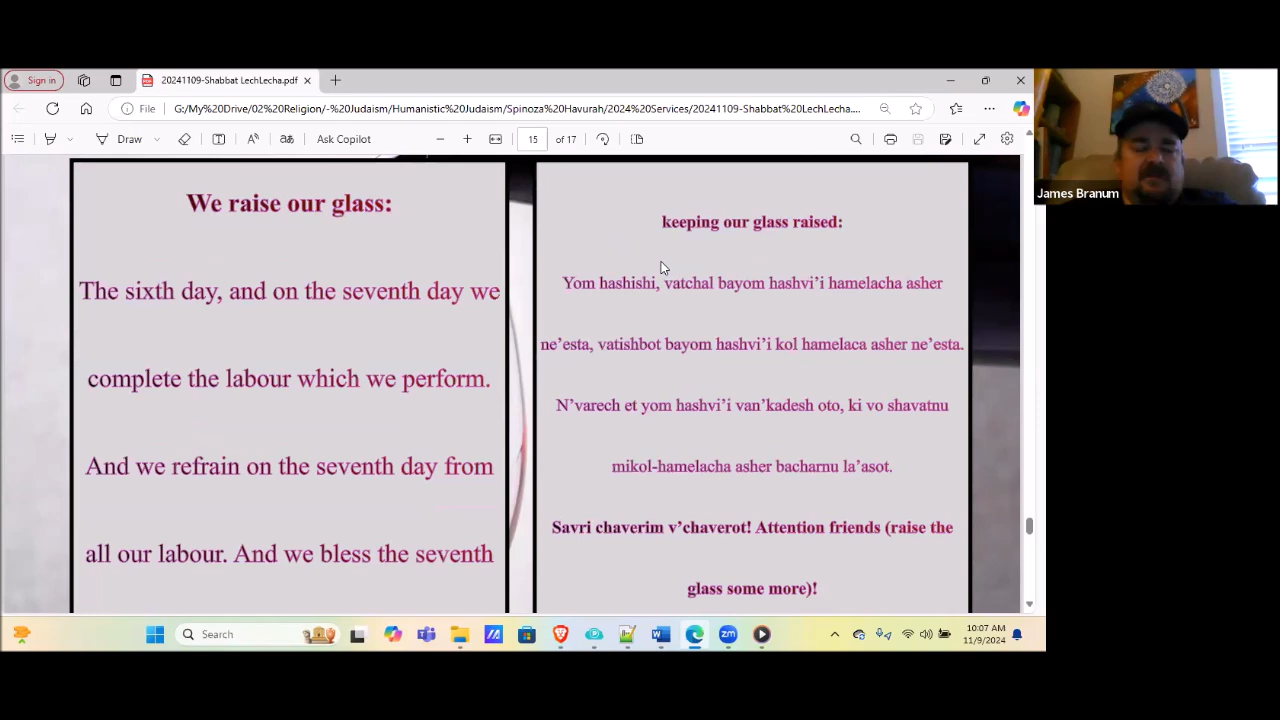 Sign in
20241109-Shabbat LechLecha.pdf
File
G:/My%20Drive/02%20Religion/-%20Judaism/Humanistic%20Judaism/Spinoza%20Havurah/2024%20Services/20241109-Shabbat%20LechLecha....
Draw
Ask Copilot
of 17
We raise our glass:
The sixth day, and on the seventh day we
complete the labour which we perform.
And we refrain on the seventh day from
all our labour. And we bless the seventh
keeping our glass raised:
Yom hashishi, vatchal bayom hashvi’i hamelacha asher
ne’esta, vatishbot bayom hashvi’i kol hamelaca asher ne’esta.
N’varech et yom hashvi’i van’kadesh oto, ki vo shavatnu
mikol-hamelacha asher bacharnu la’asot.
Savri chaverim v’chaverot! Attention friends (raise the
glass some more)!
James Branum
Search
10:07 AM
11/9/2024